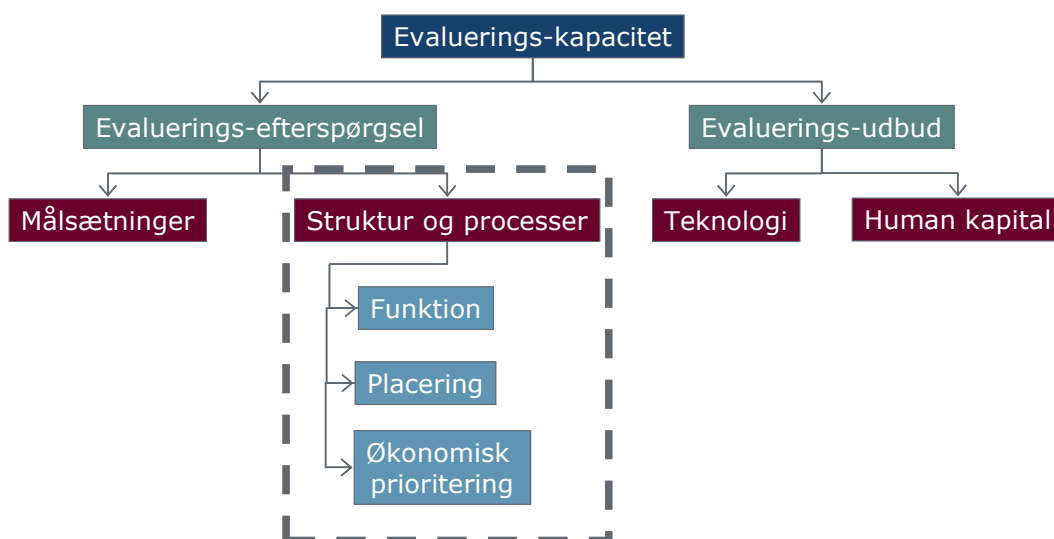 Evaluerings-kapacitet
Evaluerings-efterspørgsel
Evaluerings-udbud
Målsætninger
Struktur og processer
Teknologi
Human kapital
Funktion
Placering
Økonomisk
prioritering